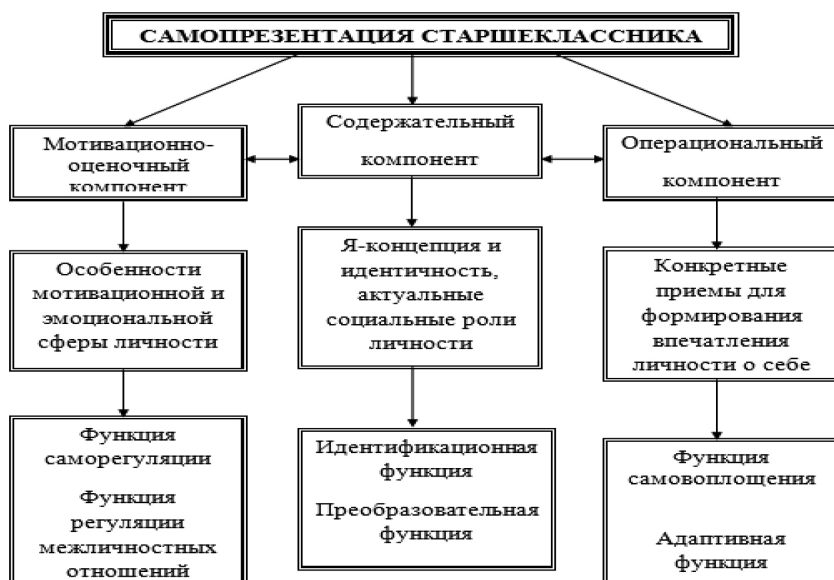 САМОПРЕЗЕНТАЦИЯ СТАРШЕКЛАССНИКА
Мотивационно-
оценочный
компонент
Содержательный
компонент
Операциональный
компонент
Особенности
мотивационной и
эмоциональной
сферы личности
Я-концепция и
идентичность,
актуальные
социальные роли
личности
Конкретные
приемы для
формирования
впечатления
личности о себе
Функция
саморегуляции
Функция
регуляции
межличностных
отношений
Идентификационная
функция
Преобразовательная
функция
Функция
самовоплощения
Адаптивная
функция